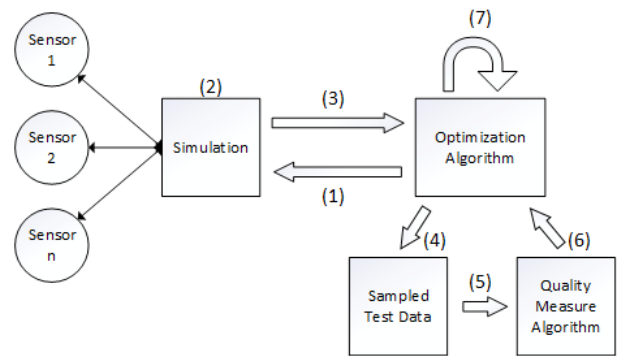 Sensor
1
Sensor
2
Sensor
n
(2)
Simulation
(3)
(1)
(7)
Optimization
Algorithm
(4)
Sampled
Test Data
(5)
(6)
Quality
Measure
Algorithm